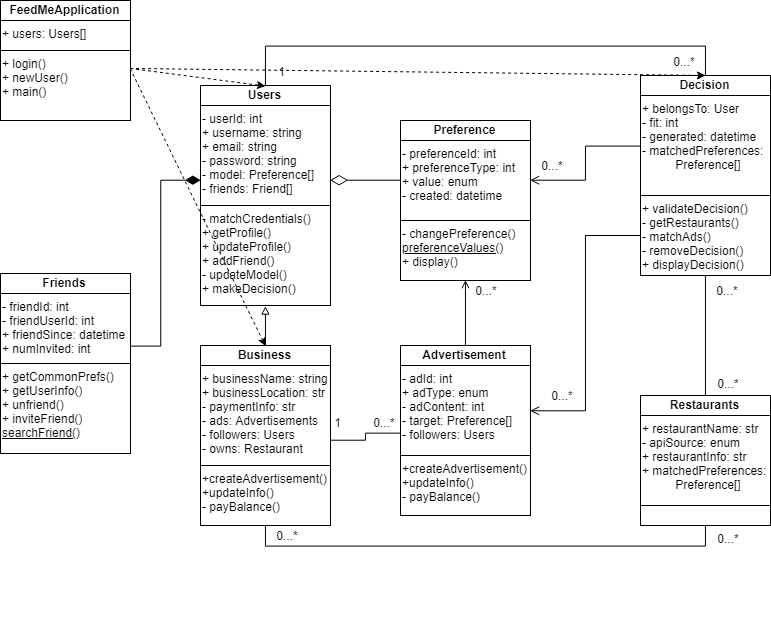 FeedMeApplication
+ users: Users[]
+ login()
+ newUser()
+ main()
1
0...*
Users
- userId: int
+ username: string
+ email: string
- password: string
- model: Preference[]
- friends: Friend[]
- matchCredentials()
+ getProfile()
+ updateProfile()
+ addFriend()
- updateModel()
+ makeDecision()
Preference
- preferenceId: int
+ preferenceType: int
+ value: enum
- created: datetime
- changePreference()
preferenceValues()
+ display()
0...*
0...*
Decision
+ belongsTo: User
- fit: int
- generated: datetime
- matchedPreferences:
Preference[]
+ validateDecision()
- getRestaurants()
- matchAds()
- removeDecision()
+ displayDecision()
0...*
0...*
Friends
- friendId: int
- friendUserId: int
+ friendSince: datetime
+ numInvited: int
+ getCommonPrefs()
+ getUserInfo()
+ unfriend()
+ inviteFriend()
searchFriend()
Business
+ businessName: string
+ businessLocation: str
- paymentInfo: str
- ads: Advertisements
- followers: Users
- owns: Restaurant
+createAdvertisement()
+updateInfo()
- payBalance()
1
0...*
Advertisement
- adId: int
+ adType: enum
- adContent: int
- target: Preference[]
- followers: Users
+createAdvertisement()
+updateInfo()
- payBalance()
0...*
Restaurants
+ restaurantName: str
- apiSource: enum
+ restaurantInfo: str
+ matchedPreferences:
Preference[]
0...*
0...*